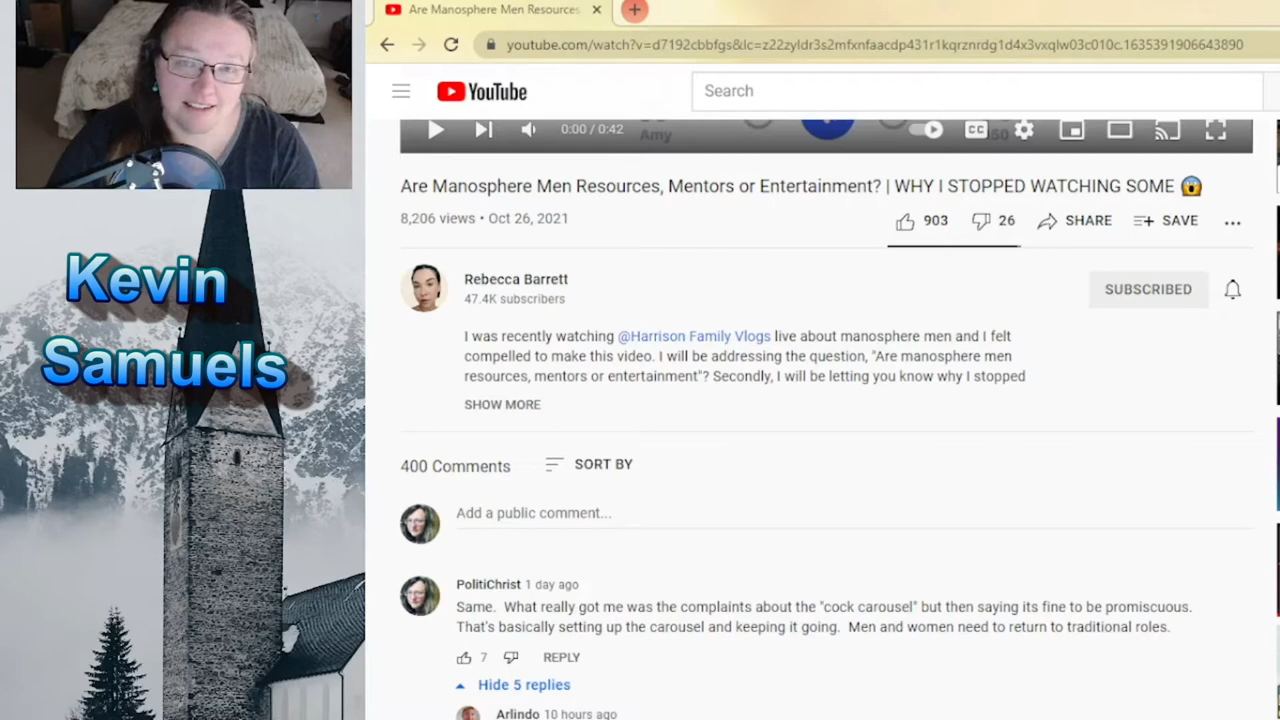 Are Manosphere Men Resources
youtube.com/watch?v=d7192cbbfgs&lc=z22zyldr3s2mfxnfaacdp431r1kqrznrdg1d4x3vxqlw03c010c.1635391906643890
YouTube
Search
0:00 / 0:42
Amy
CC
Are Manosphere Men Resources, Mentors or Entertainment? | WHY I STOPPED WATCHING SOME 😱
8,206 views • Oct 26, 2021
903
26
SHARE
SAVE
Rebecca Barrett
47.4K subscribers
SUBSCRIBED
I was recently watching @Harrison Family Vlogs live about manosphere men and I felt
compelled to make this video. I will be addressing the question, "Are manosphere men
resources, mentors or entertainment"? Secondly, I will be letting you know why I stopped
SHOW MORE
400 Comments
SORT BY
Add a public comment...
PolitiChrist 1 day ago
Same. What really got me was the complaints about the "cock carousel" but then saying its fine to be promiscuous.
That's basically setting up the carousel and keeping it going. Men and women need to return to traditional roles.
7
REPLY
Hide 5 replies
Arlindo 10 hours ago
Kevin
Samuels